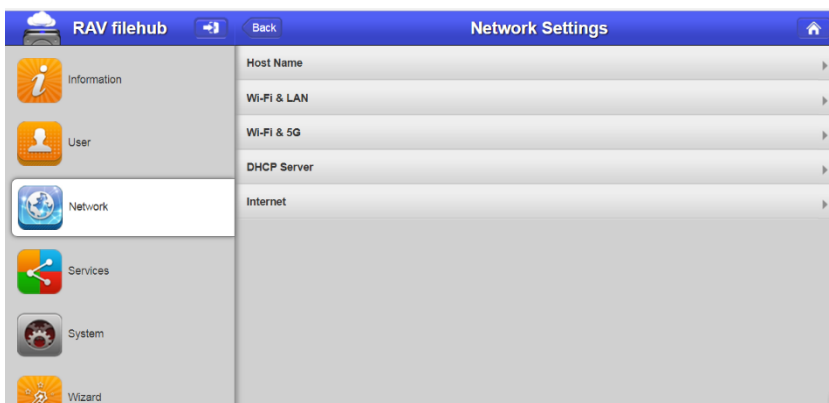 RAV filehub
Back
Network Settings
Information
User
Network
Services
System
Wizard
Host Name
Wi-Fi & LAN
Wi-Fi & 5G
DHCP Server
Internet